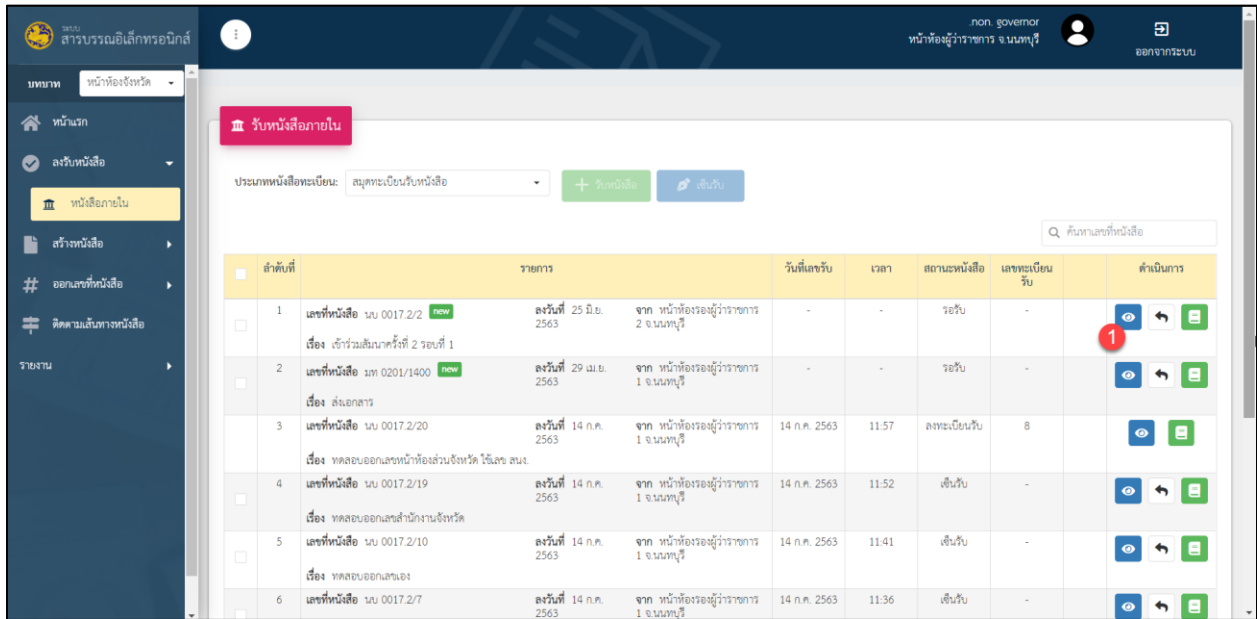 ระบบ
สารบรรณอิเล็กทรอนิกส์
.non. governor
หน้าห้องผู้ว่าราชการ จ.นนทบุรี
ออกจากระบบ
บทบาท หน้าห้องจังหวัด
หน้าแรก
ลงรับหนังสือ
หนังสือภายใน
สร้างหนังสือ
ออกเลขที่หนังสือ
ติดตามเส้นทางหนังสือ
รายงาน
รับหนังสือภายใน
ประเภทหนังสือทะเบียน: สมุดทะเบียนรับหนังสือ
รับหนังสือ
เซ็นรับ
ค้นหาเลขที่หนังสือ
ลำดับที่ รายการ วันที่เลขรับ เวลา สถานะหนังสือ เลขทะเบียน ดำเนินการ
รับ
1 เลขที่หนังสือ นบ 0017.2/2 new ลงวันที่ 25 มิ.ย. จาก หน้าห้องรองผู้ว่าราชการ - - รอรับ -
2563 2 จ.นนทบุรี
1
เรื่อง เข้าร่วมสัมนาครั้งที่ 2 รอบที่ 1
2 เลขที่หนังสือ มท 0201/1400 new ลงวันที่ 29 เม.ย. จาก หน้าห้องรองผู้ว่าราชการ - - รอรับ -
2563 1 จ.นนทบุรี
เรื่อง ส่งเอกสาร
3 เลขที่หนังสือ นบ 0017.2/20 ลงวันที่ 14 ก.ค. จาก หน้าห้องรองผู้ว่าราชการ 14 ก.ค. 2563 11:57 ลงทะเบียนรับ 8
2563 1 จ.นนทบุรี
เรื่อง ทดสอบออกเลขหน้าห้องส่วนจังหวัด ใช้เลข สนง.
4 เลขที่หนังสือ นบ 0017.2/19 ลงวันที่ 14 ก.ค. จาก หน้าห้องรองผู้ว่าราชการ 14 ก.ค. 2563 11:52 เซ็นรับ -
2563 1 จ.นนทบุรี
เรื่อง ทดสอบออกเลขสำนักงานจังหวัด
5 เลขที่หนังสือ นบ 0017.2/10 ลงวันที่ 14 ก.ค. จาก หน้าห้องรองผู้ว่าราชการ 14 ก.ค. 2563 11:41 เซ็นรับ -
2563 1 จ.นนทบุรี
เรื่อง ทดสอบออกเลขเอง
6 เลขที่หนังสือ นบ 0017.2/7 ลงวันที่ 14 ก.ค. จาก หน้าห้องรองผู้ว่าราชการ 14 ก.ค. 2563 11:36 เซ็นรับ -
2563 1 จ.นนทบุรี